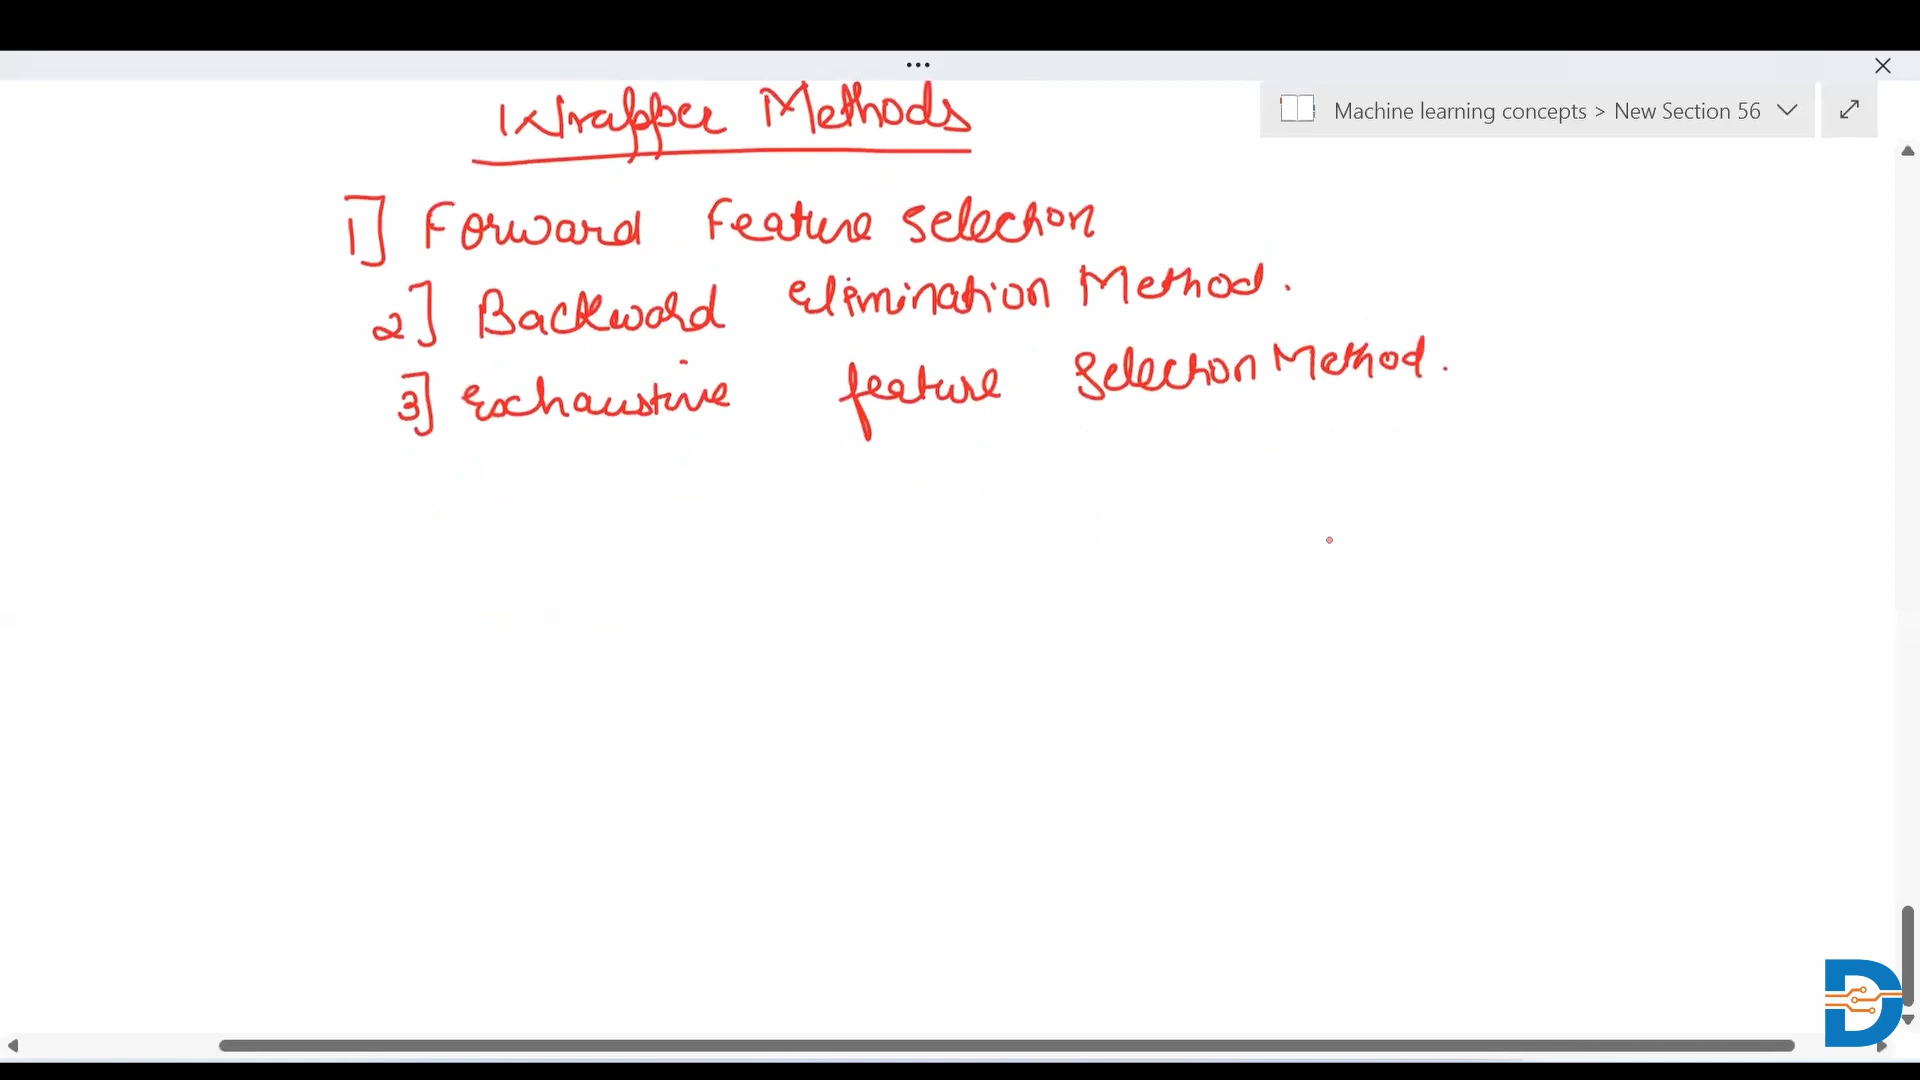 ...
Wrapper Methods
Machine learning concepts > New Section 56
1] Forward Feature Selection
2] Backward Elimination Method.
3] Exhaustive feature Selection Method.
D